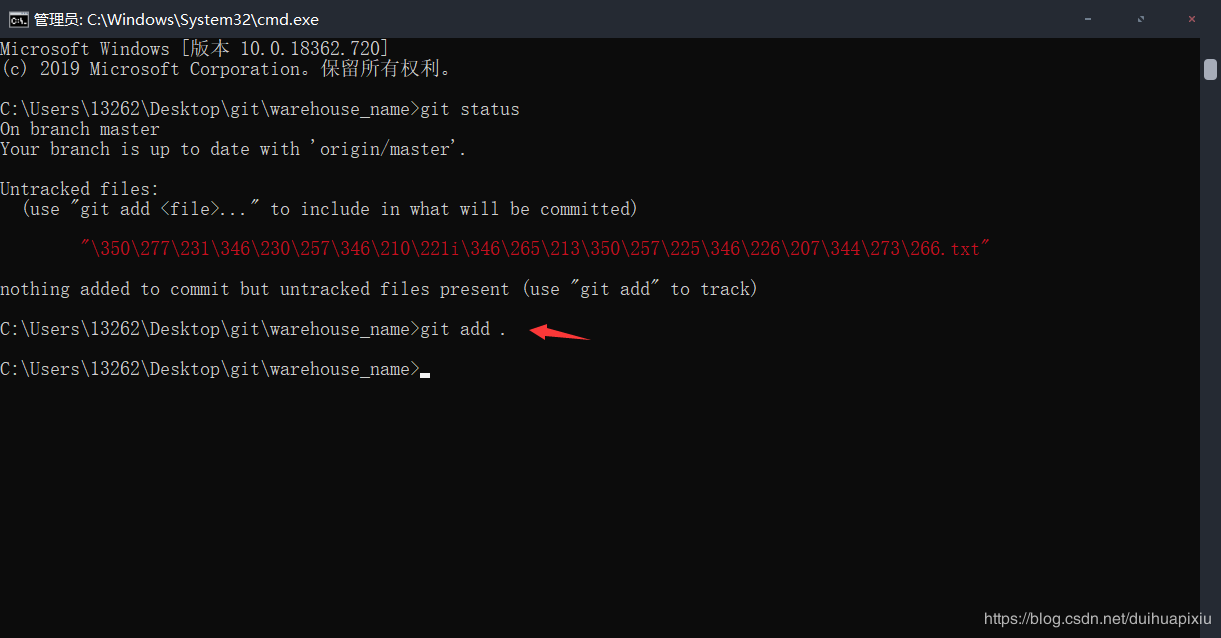 管理员: C:\Windows\System32\cmd.exe
Microsoft Windows [版本 10.0.18362.720]
(c) 2019 Microsoft Corporation。保留所有权利。
C:\Users\13262\Desktop\git\warehouse_name>git status
On branch master
Your branch is up to date with 'origin/master'.
Untracked files:
(use "git add <file>..." to include in what will be committed)
"\350\277\231\346\230\257\346\210\221i\346\265\213\350\257\225\346\226\207\344\273\266.txt"
nothing added to commit but untracked files present (use "git add" to track)
C:\Users\13262\Desktop\git\warehouse_name>git add .
C:\Users\13262\Desktop\git\warehouse_name>
https://blog.csdn.net/duihuapixiu